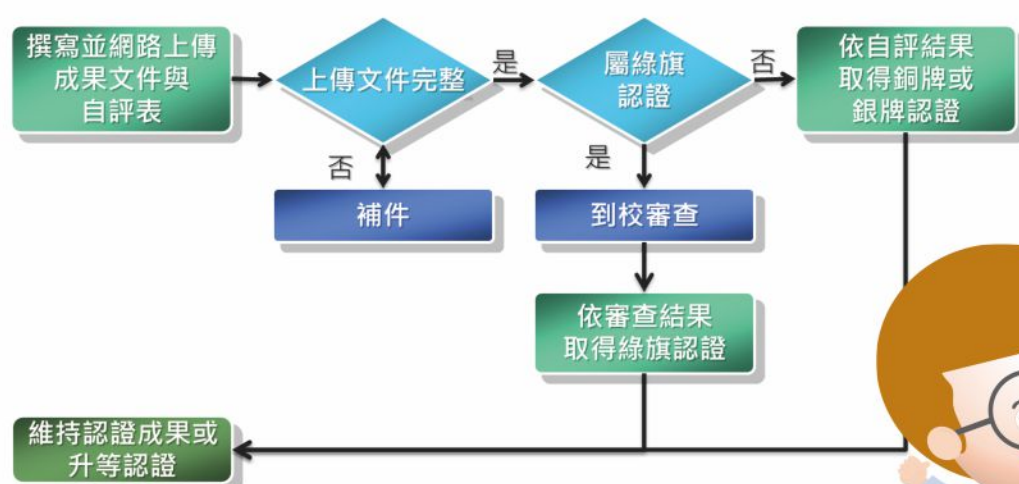 撰寫並網路上傳
成果文件與
自評表
上傳文件完整
是
屬綠旗
認證
否
依自評結果
取得銅牌或
銀牌認證
否
是
補件
到校審查
依審查結果
取得綠旗認證
維持認證成果或
升等認證